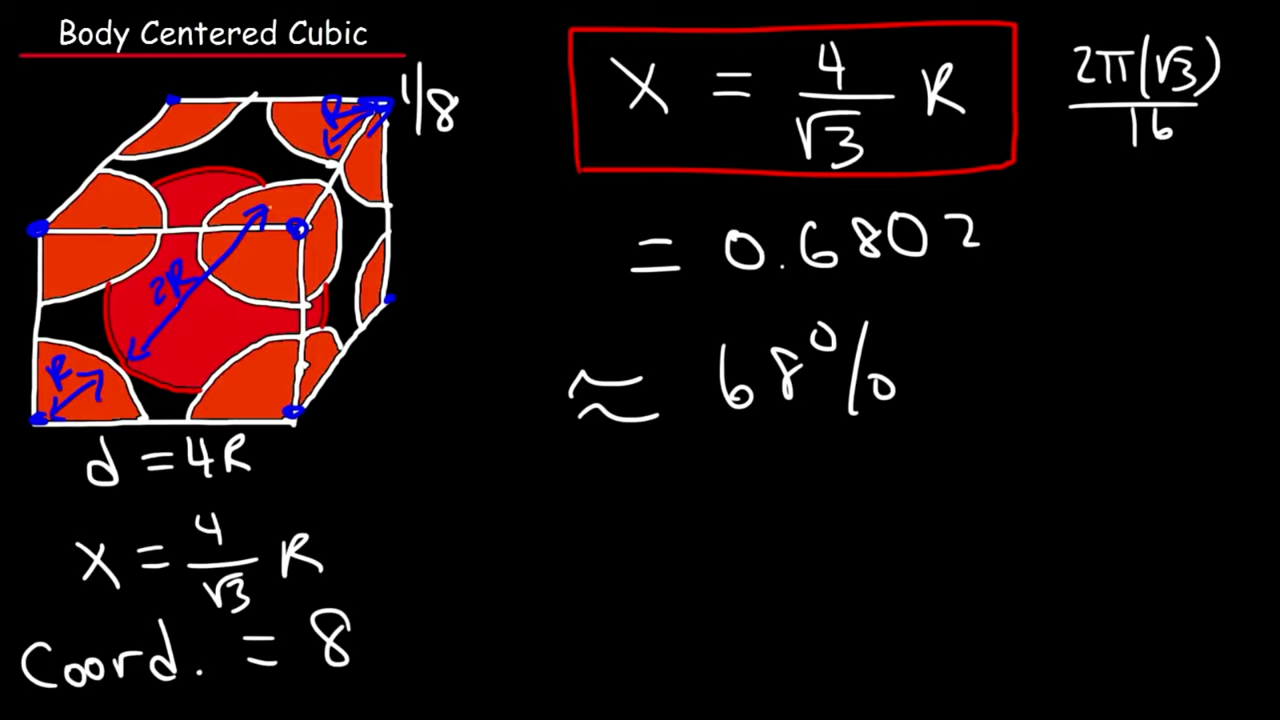 Body Centered Cubic
1/8
R
2R
R
d = 4R
X = 4/√3 R
Coord. = 8
X = 4/√3 R
2π(√3)/16
= 0.6802
≈ 68%